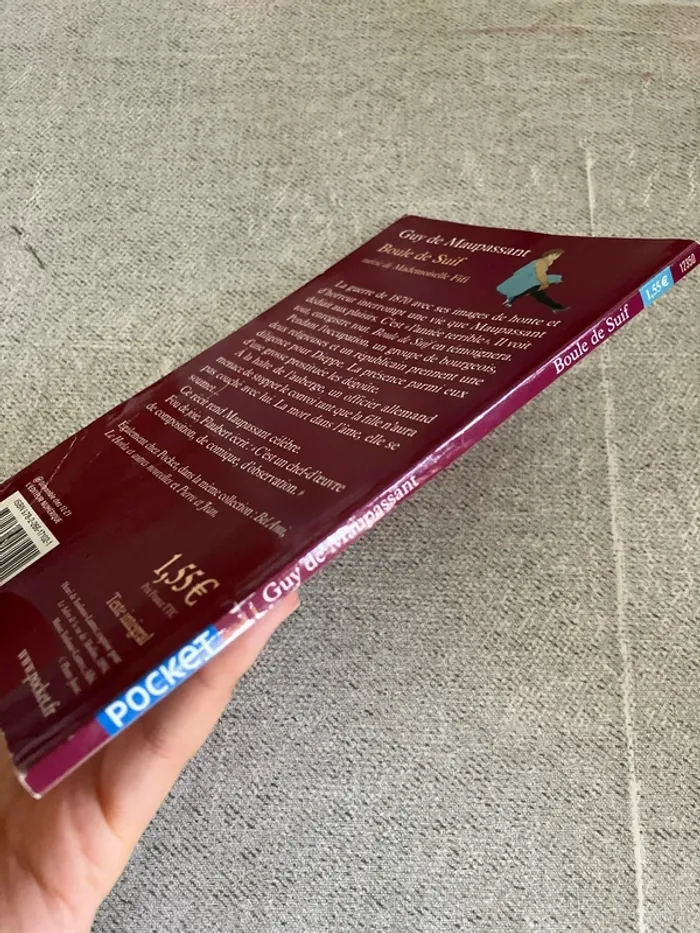 Guy de Maupassant
Boule de Suif
suivi de Mademoiselle Fifi
La guerre de 1870 avec ses images de honte et
d'horreur interrompt une vie que Maupassant
dédiait aux plaisirs. C'est « l'année terrible ». Il voit
tout, enregistre tout. Boule de Suif en témoignera.
Pendant l'occupation, un groupe de bourgeois,
deux religieuses et un républicain prennent une
diligence pour Dieppe. La présence parmi eux
d'une grosse prostituée les dégoûte.
À la halte de l'auberge, un officier allemand
menace de stopper le convoi tant que la fille n'aura
pas couché avec lui. La mort dans l'âme, elle se
soumet...
Ce récit rend Maupassant célèbre.
Fou de joie, Flaubert écrit : « C'est un chef-d'œuvre
de composition, de comique, d'observation. »
Également chez Pocket, dans la même collection : Bel-Ami,
Le Horla et autres nouvelles et Pierre et Jean.
1,55 €
Texte intégral
www.pocket.fr
POCKET
Guy de Maupassant
Boule de Suif
1,55 €
12350